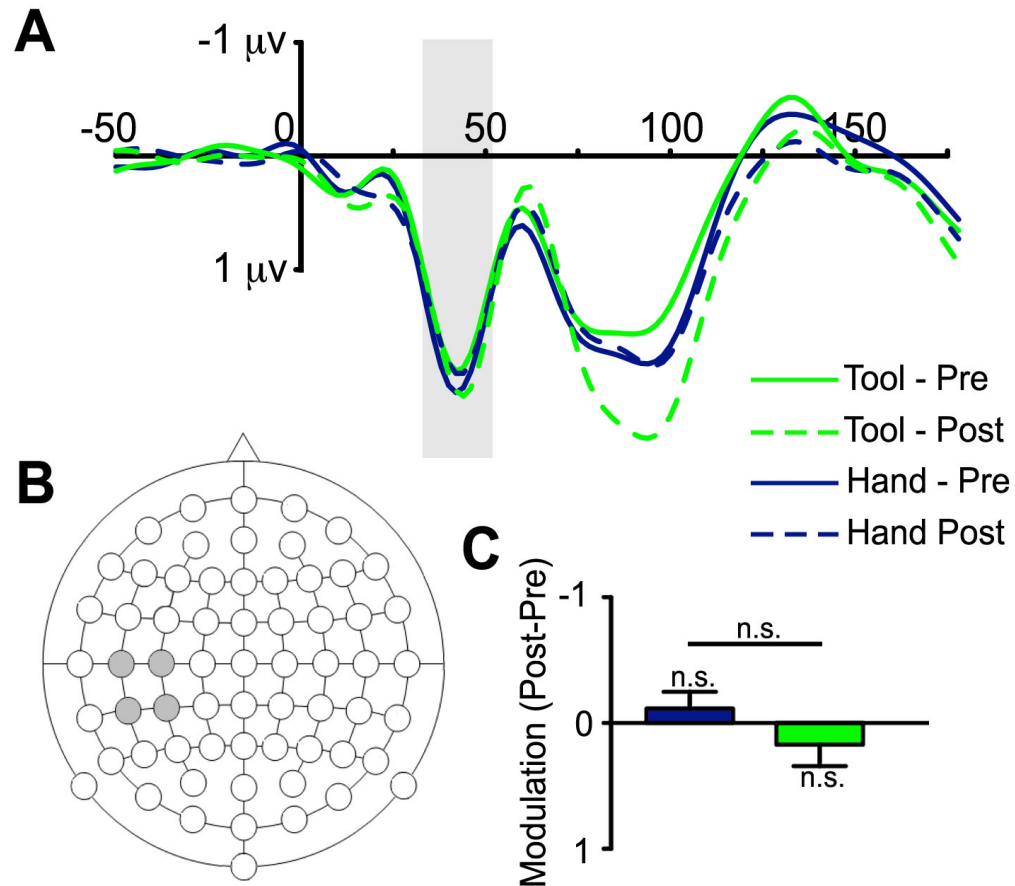 A
-1 μv
-50 0 50 100 150
1 μv
Tool - Pre
Tool - Post
Hand - Pre
Hand Post
B
C
Modulation (Post-Pre)
-1
n.s.
n.s.
0
n.s.
1